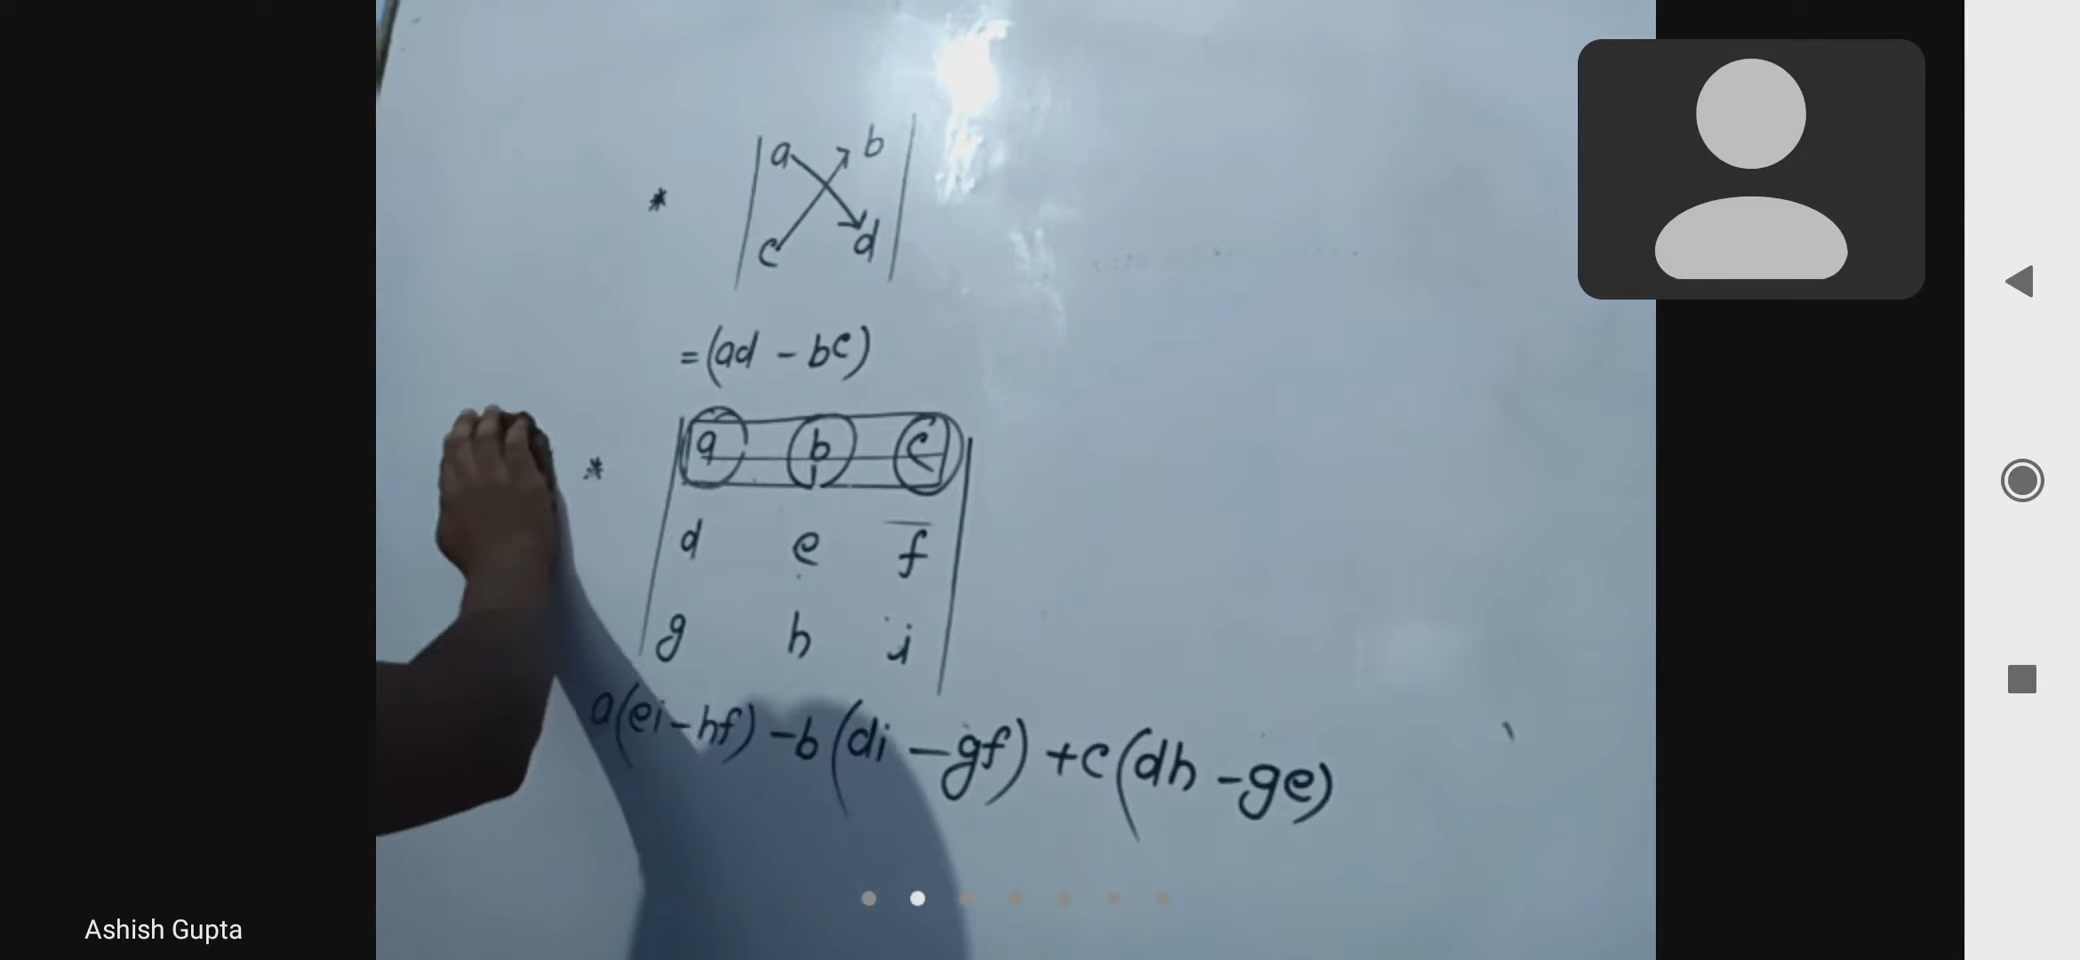 * | a b |
| c d |
= (ad - bc)
* | a b c |
d e f
g h i
a(ei-hf) -b(di -gf) +c(dh -ge)
Ashish Gupta